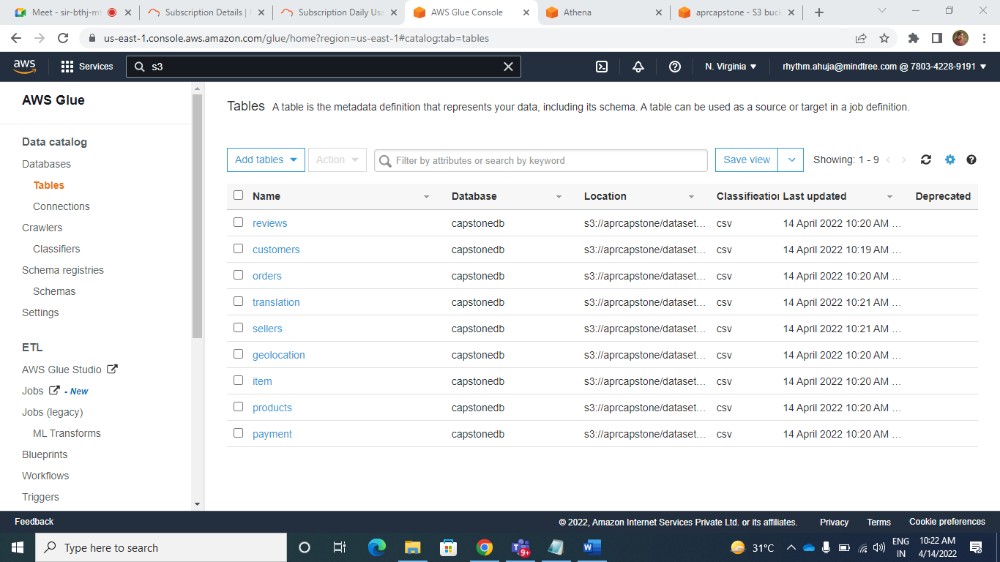 Meet - sir-bthj-mt
Subscription Details |
Subscription Daily Usa
AWS Glue Console
Athena
aprcapstone - S3 buck
us-east-1.console.aws.amazon.com/glue/home?region=us-east-1#catalog:tab=tables
aws
Services
s3
N. Virginia
rhythm.ahuja@mindtree.com @ 7803-4228-9191
AWS Glue
Data catalog
Databases
Tables
Connections
Crawlers
Classifiers
Schema registries
Schemas
Settings
ETL
AWS Glue Studio
Jobs - New
Jobs (legacy)
ML Transforms
Blueprints
Workflows
Triggers
Tables A table is the metadata definition that represents your data, including its schema. A table can be used as a source or target in a job definition.
Add tables Action Filter by attributes or search by keyword Save view Showing: 1 - 9
Name Database Location Classification Last updated Deprecated
reviews capstonedb s3://aprcapstone/dataset... csv 14 April 2022 10:20 AM ...
customers capstonedb s3://aprcapstone/dataset... csv 14 April 2022 10:19 AM ...
orders capstonedb s3://aprcapstone/dataset... csv 14 April 2022 10:20 AM ...
translation capstonedb s3://aprcapstone/dataset... csv 14 April 2022 10:21 AM ...
sellers capstonedb s3://aprcapstone/dataset... csv 14 April 2022 10:21 AM ...
geolocation capstonedb s3://aprcapstone/dataset... csv 14 April 2022 10:20 AM ...
item capstonedb s3://aprcapstone/dataset... csv 14 April 2022 10:20 AM ...
products capstonedb s3://aprcapstone/dataset... csv 14 April 2022 10:20 AM ...
payment capstonedb s3://aprcapstone/dataset... csv 14 April 2022 10:20 AM ...
Feedback
© 2022, Amazon Internet Services Private Ltd. or its affiliates. Privacy Terms Cookie preferences
Type here to search
9+
31°C
ENG
IN
10:22 AM
4/14/2022